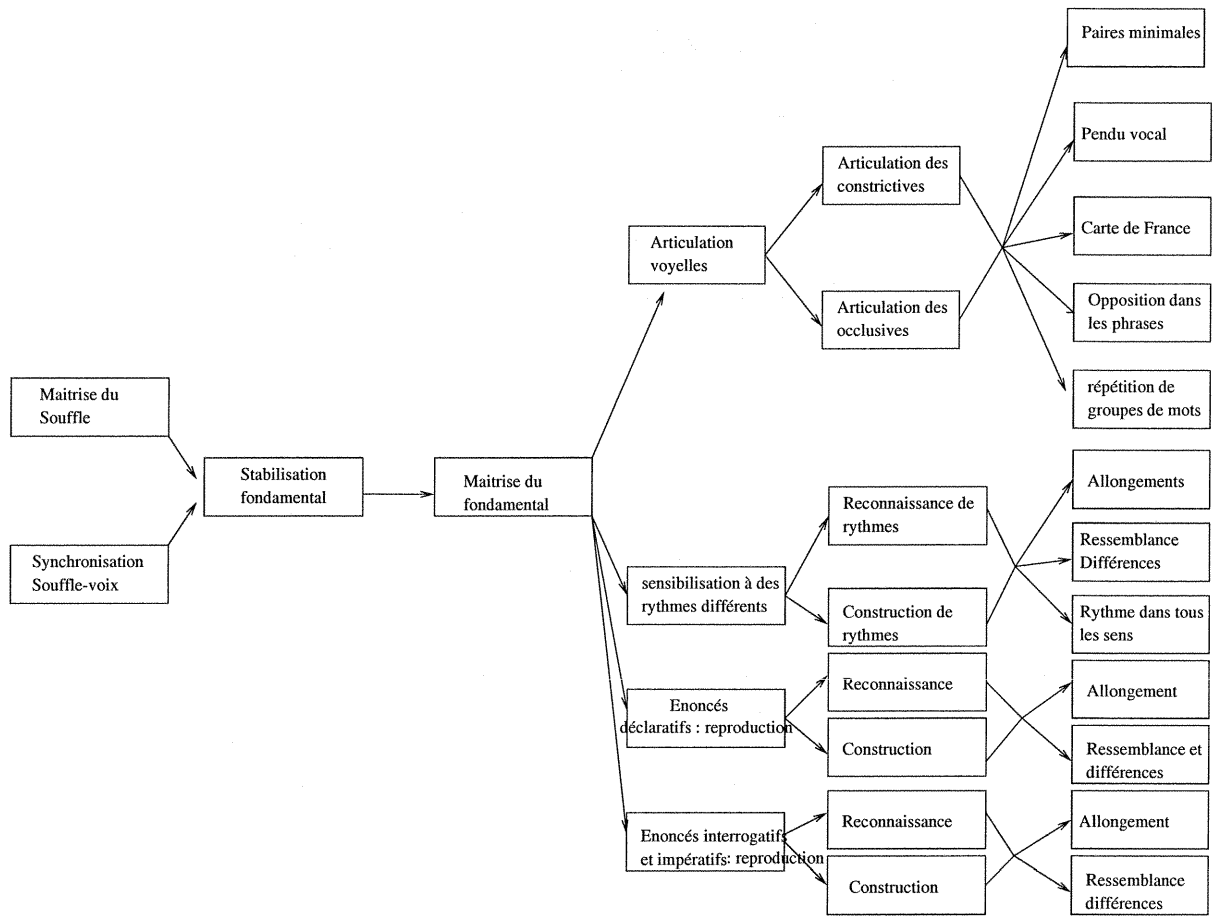 Maitrise du
Souffle
Synchronisation
Souffle-voix
Stabilisation
fondamental
Maitrise du
fondamental
Articulation
voyelles
sensibilisation à des
rythmes différents
Enoncés
déclaratifs : reproduction
Enoncés interrogatifs
et impératifs: reproduction
Articulation des
constrictives
Articulation des
occlusives
Reconnaissance de
rythmes
Construction de
rythmes
Reconnaissance
Construction
Reconnaissance
Construction
Paires minimales
Pendu vocal
Carte de France
Opposition dans
les phrases
répétition de
groupes de mots
Allongements
Ressemblance
Différences
Rythme dans tous
les sens
Allongement
Ressemblance et
différences
Allongement
Ressemblance
différences